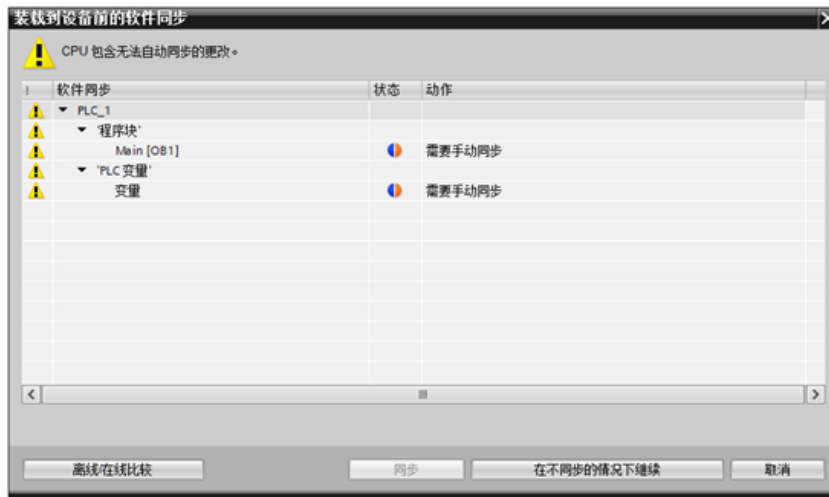 装载到设备前的软件同步
CPU 包含无法自动同步的更改。
! 软件同步 状态 动作
PLC_1
'程序块'
Main [OB1] 需要手动同步
'PLC 变量'
变量 需要手动同步
离线/在线比较 同步 在不同步的情况下继续 取消